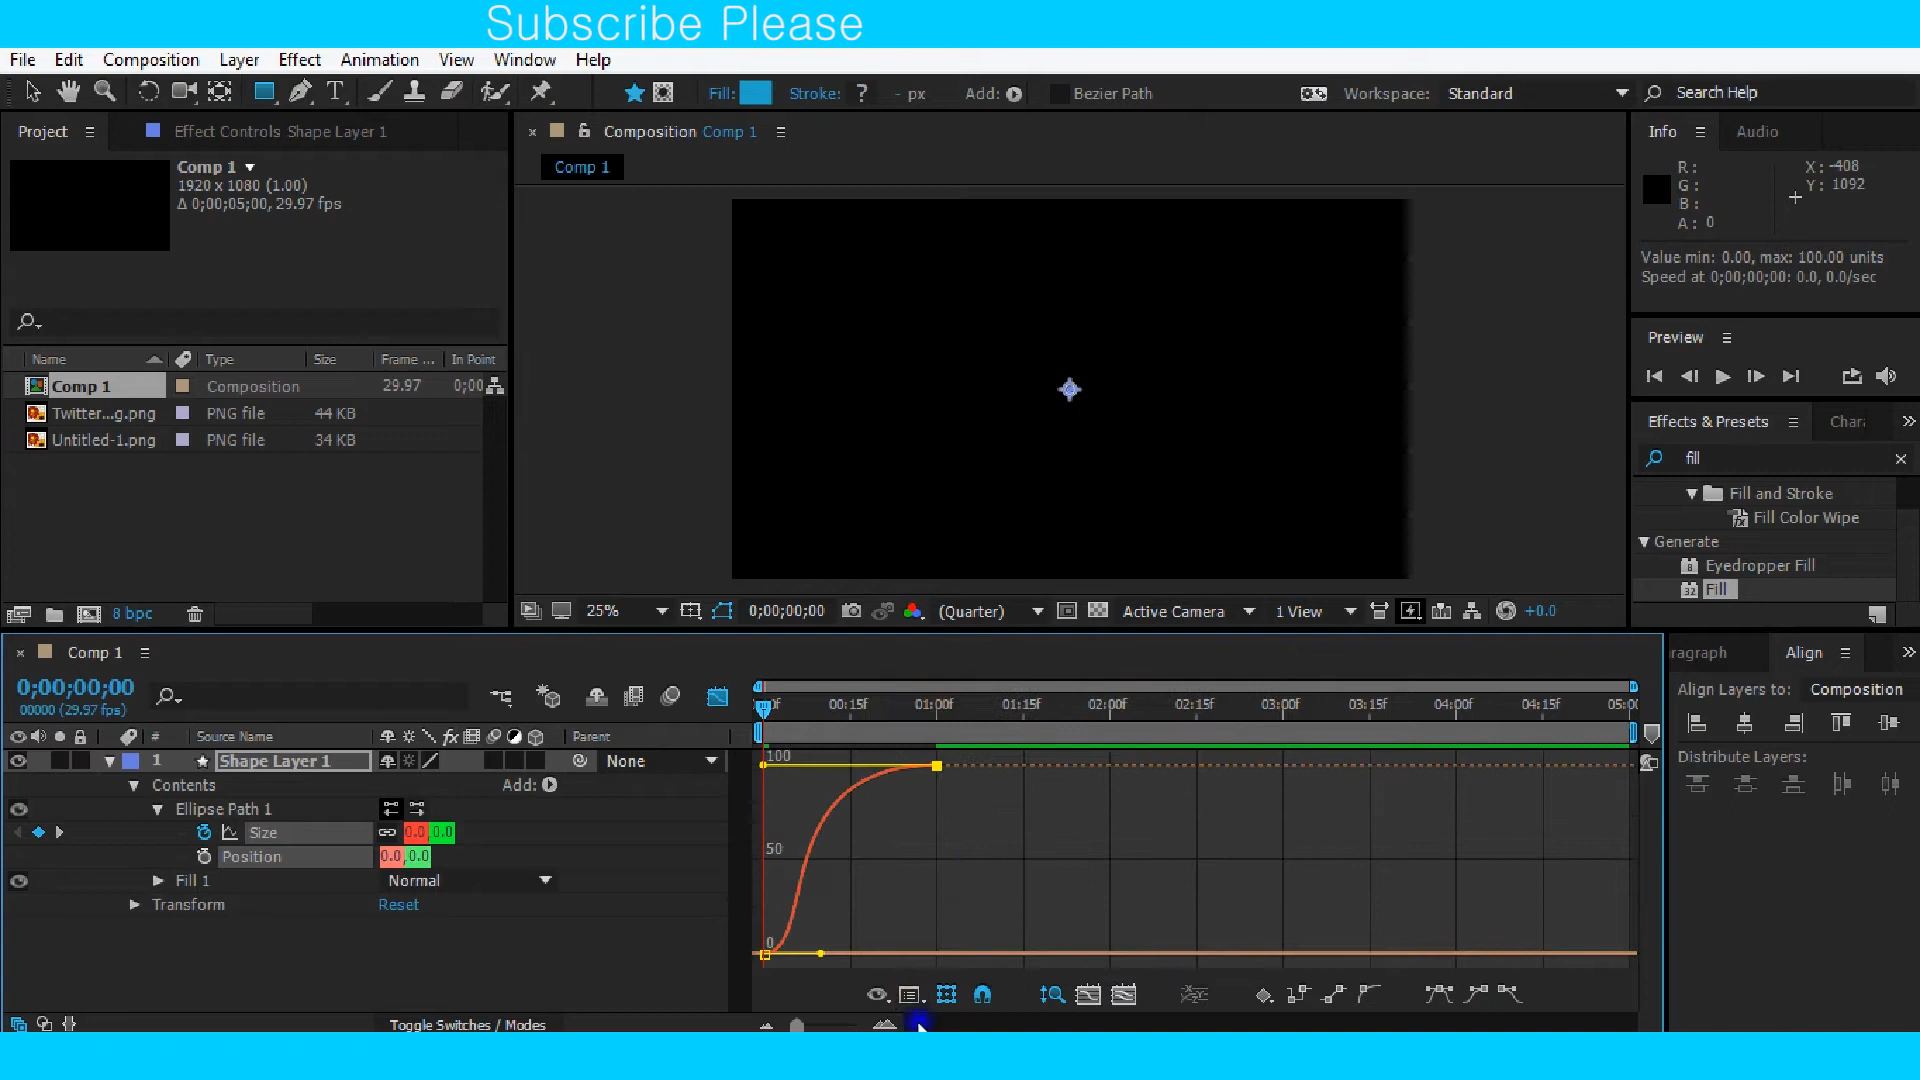 Subscribe Please
File Edit Composition Layer Effect Animation View Window Help
Fill: Stroke: ? - px Add: Bezier Path Workspace: Standard Search Help
Project Effect Controls Shape Layer 1
Composition Comp 1
Info Audio
Comp 1
1920 x 1080 (1.00)
Δ 0;00;05;00, 29.97 fps
Comp 1
R: X: -408
G: Y: 1092
B:
A: 0
Value min: 0.00, max: 100.00 units
Speed at 0;00;00;00: 0.0, 0.0/sec
Preview
Name Type Size Frame ... In Point
Comp 1 Composition 29.97 0;00
Twitter...g.png PNG file 44 KB
Untitled-1.png PNG file 34 KB
Effects & Presets Chara
fill
Fill and Stroke
Fill Color Wipe
Generate
Eyedropper Fill
Fill
8 bpc
25% 0;00;00;00 (Quarter) Active Camera 1 View +0.0
Comp 1
aragraph Align
0;00;00;00
00000 (29.97 fps)
00:15f 01:00f 01:15f 02:00f 02:15f 03:00f 03:15f 04:00f 04:15f 05:00
Align Layers to: Composition
# Source Name Parent
1 Shape Layer 1 None
Distribute Layers:
Contents Add:
Ellipse Path 1
Size 0.0,0.0
Position 0.0,0.0
Fill 1 Normal
Transform Reset
100
50
0
Toggle Switches / Modes